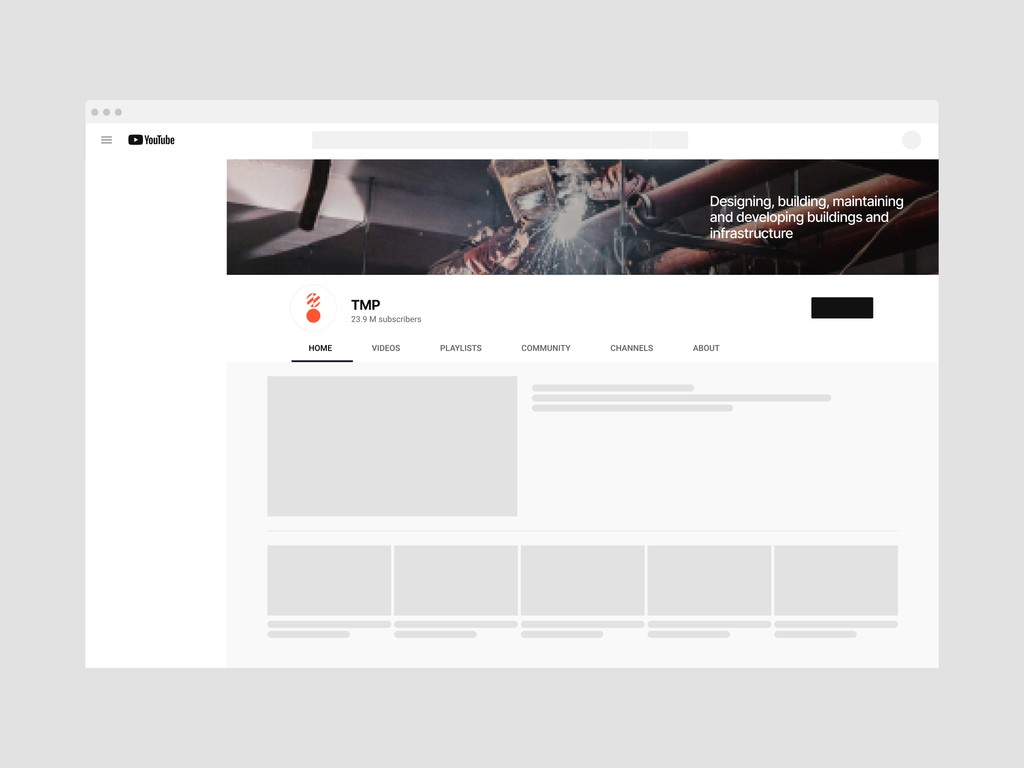 YouTube
Designing, building, maintaining
and developing buildings and
infrastructure
TMP
23.9 M subscribers
HOME VIDEOS PLAYLISTS COMMUNITY CHANNELS ABOUT